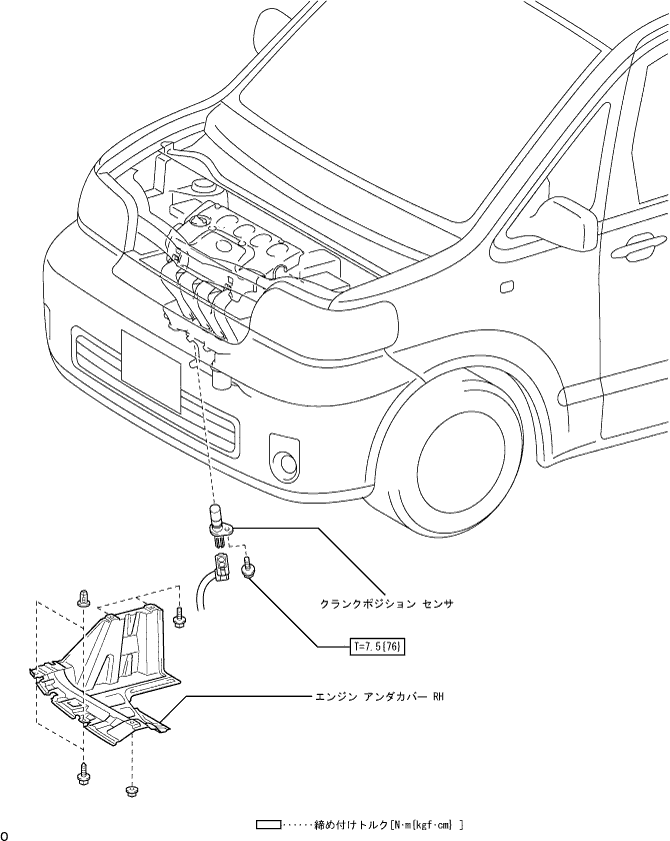 クランクポジション センサ
T=7.5{76}
エンジン アンダカバー RH
······締め付けトルク[N·m{kgf·cm} ]
o